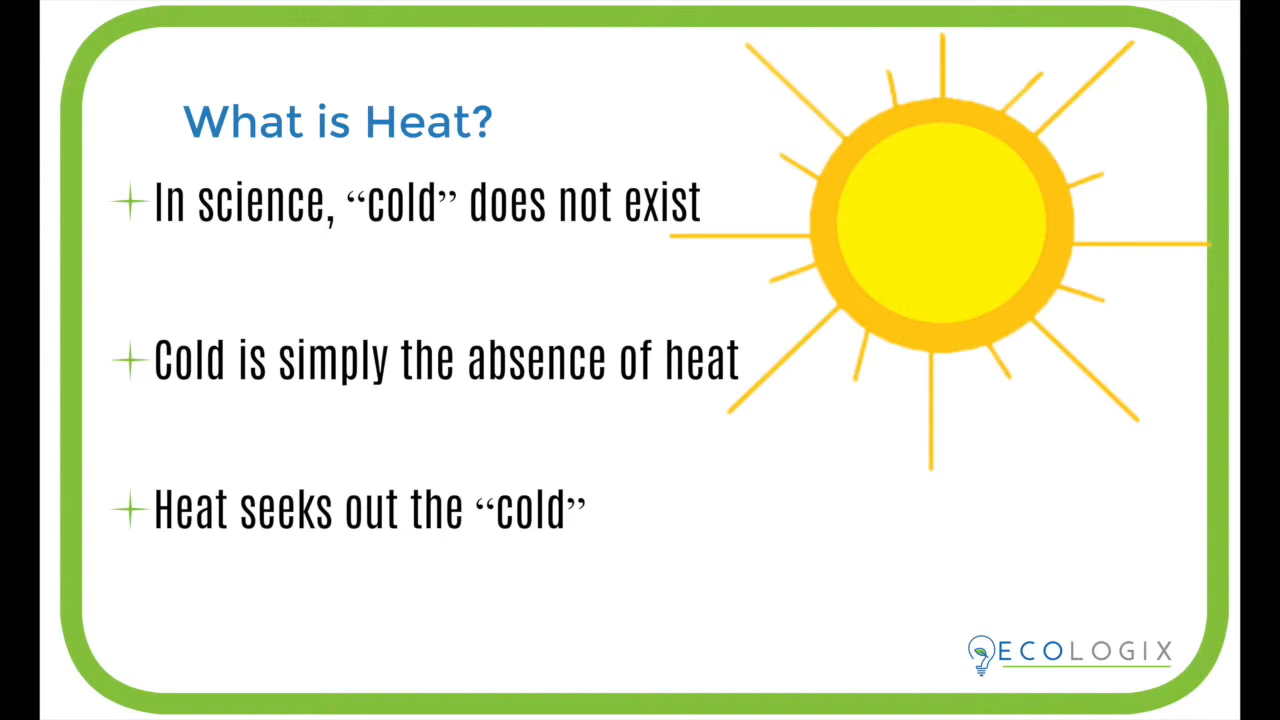 What is Heat?
In science, “cold” does not exist
Cold is simply the absence of heat
Heat seeks out the “cold”
ECOLOGIX